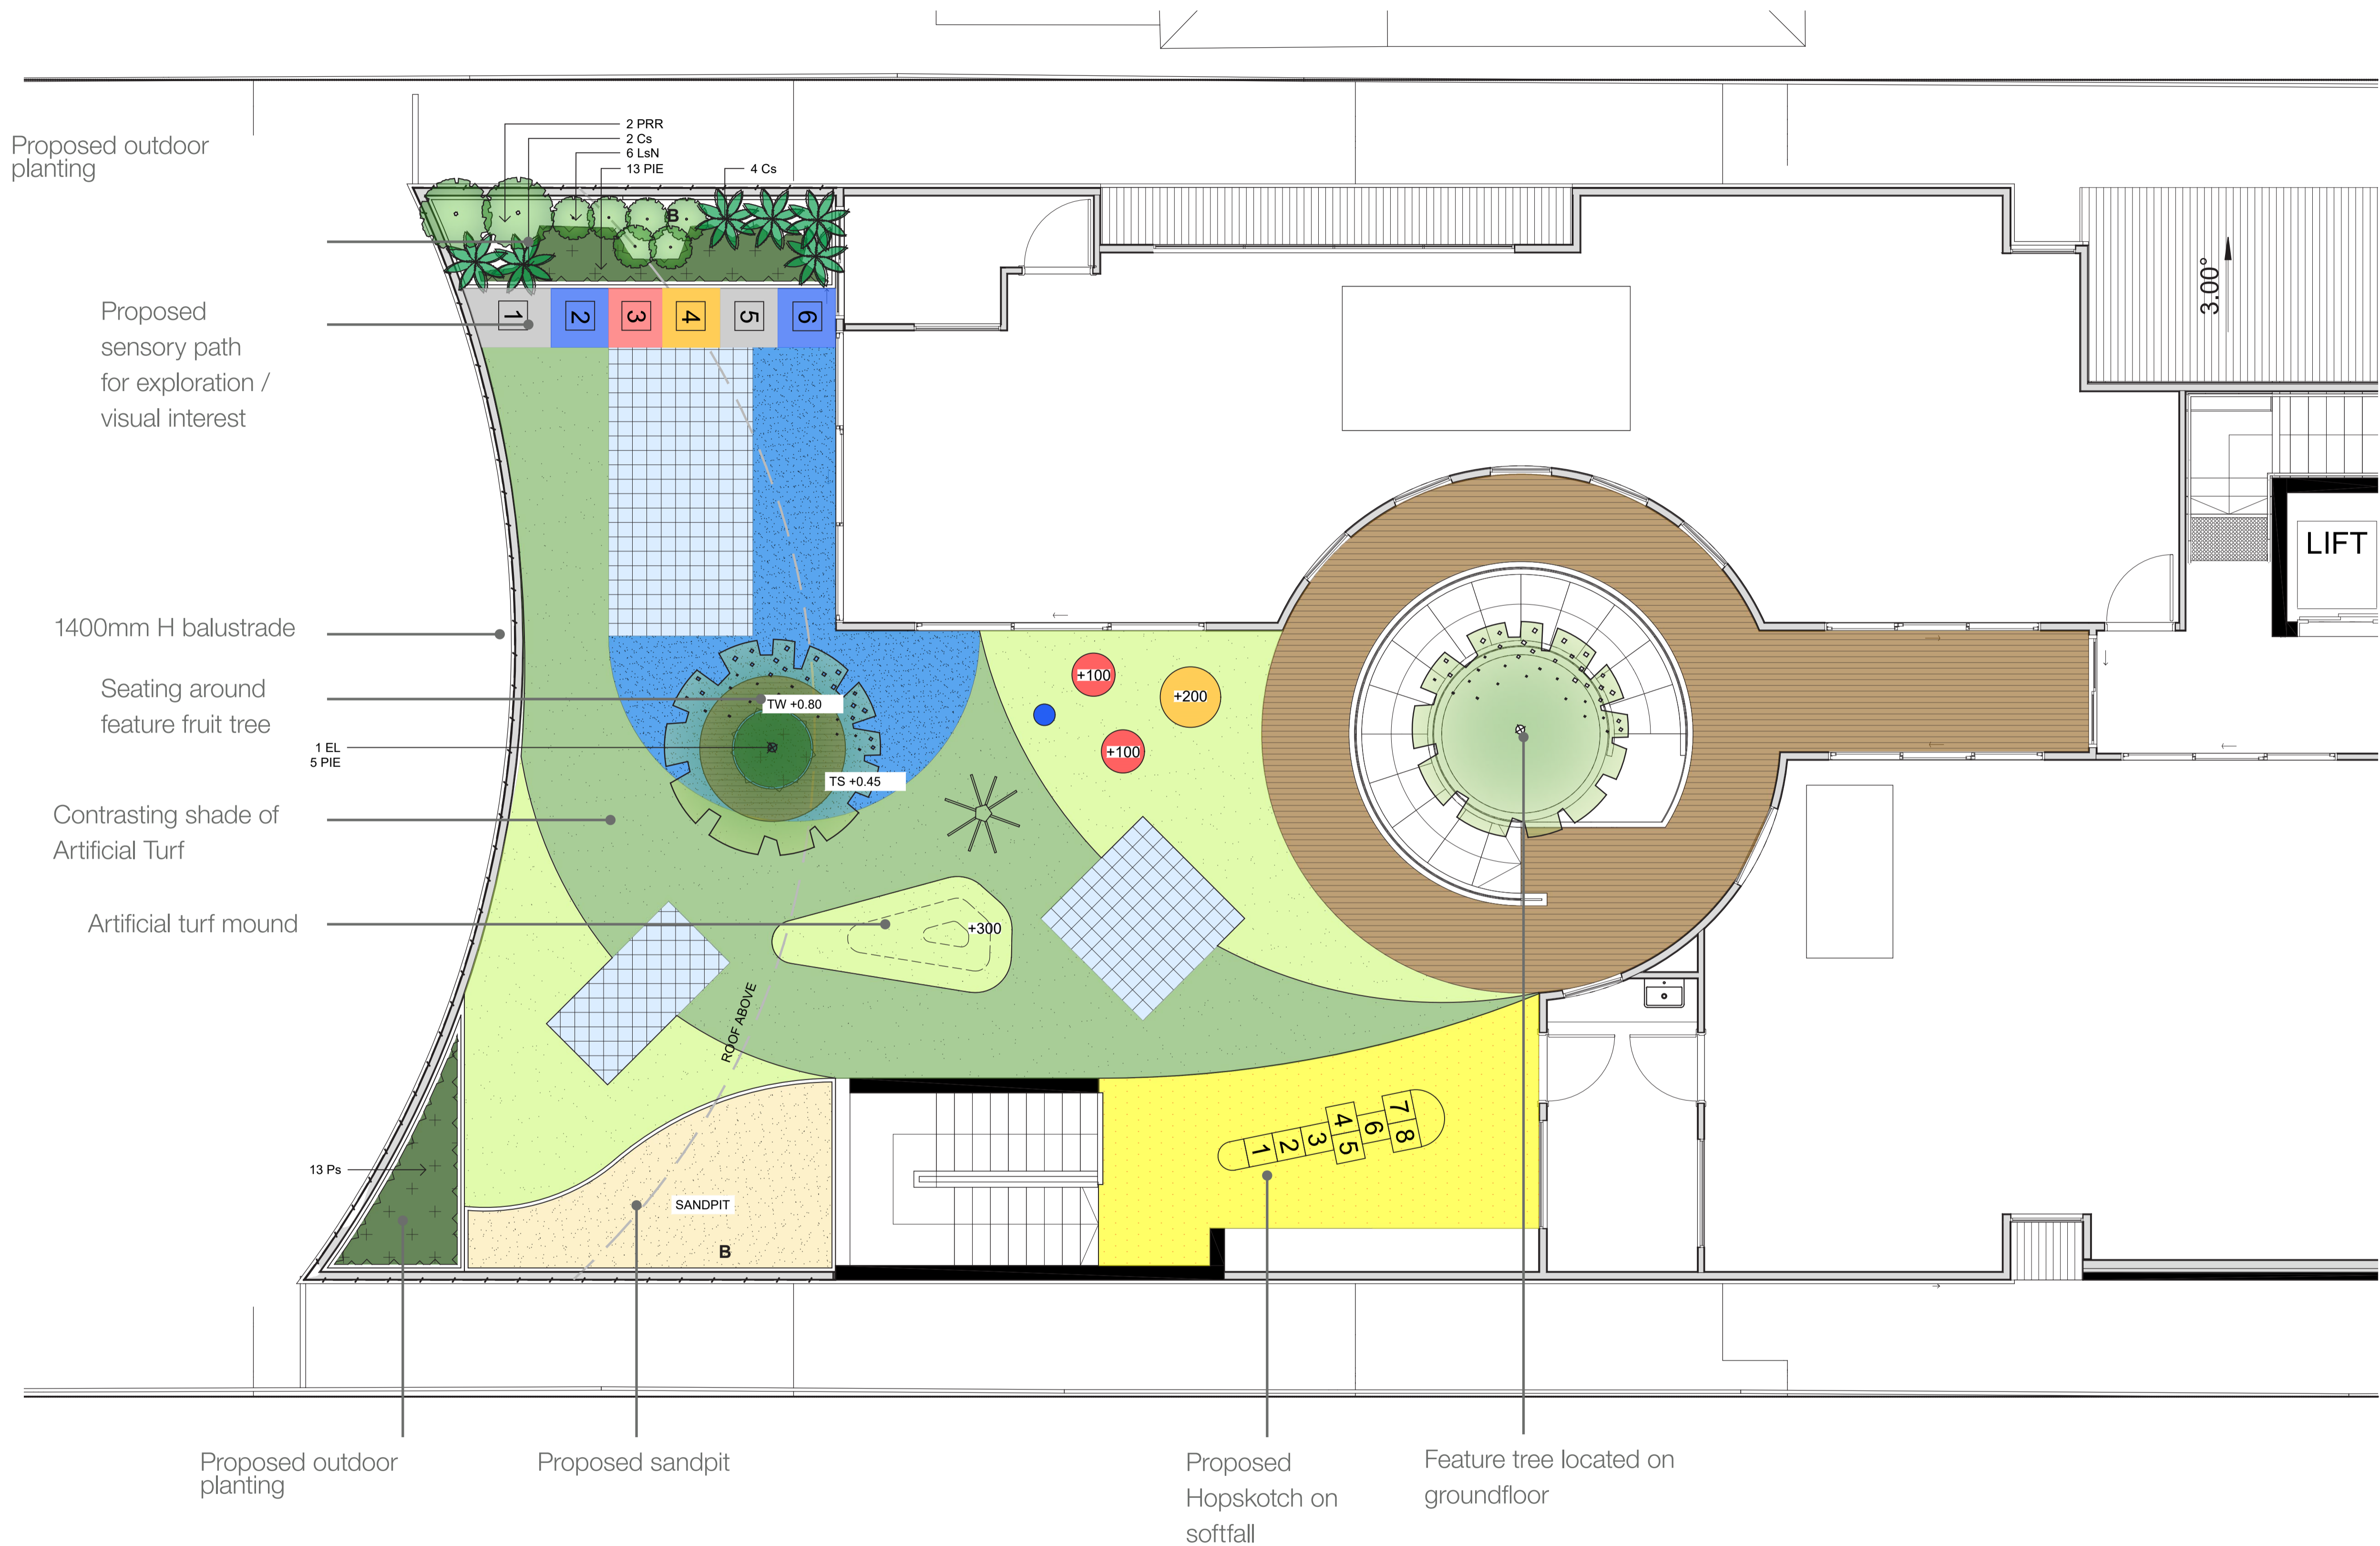 2 PRR
2 Cs
6 LsN
13 PIE
4 Cs
Proposed outdoor
planting
B
3.00°
Proposed
sensory path
for exploration /
visual interest
1 2 3 4 5 6
LIFT
1400mm H balustrade
Seating around
feature fruit tree
TW +0.80
+100
+200
+100
1 EL
5 PIE
TS +0.45
Contrasting shade of
Artificial Turf
Artificial turf mound
+300
ROOF ABOVE
1 2 3 4 5 6 7 8
13 Ps
SANDPIT
B
Proposed outdoor
planting
Proposed sandpit
Proposed
Hopskotch on
softfall
Feature tree located on
groundfloor